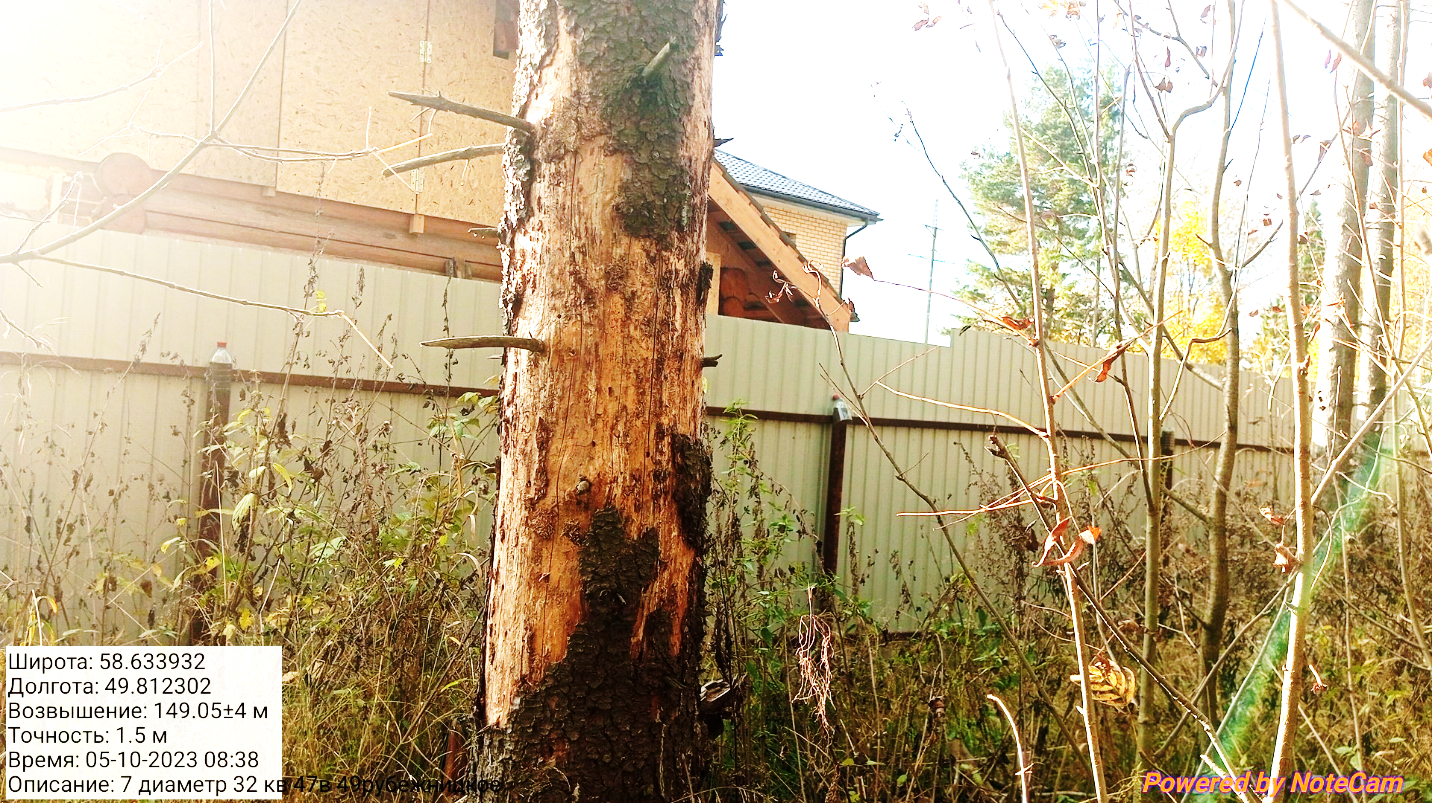 Широта: 58.633932
Долгота: 49.812302
Возвышение: 149.05±4 м
Точность: 1.5 м
Время: 05-10-2023 08:38
Описание: 7 диаметр 32 кв 47в 49рубежницкое
Powered by NoteCam